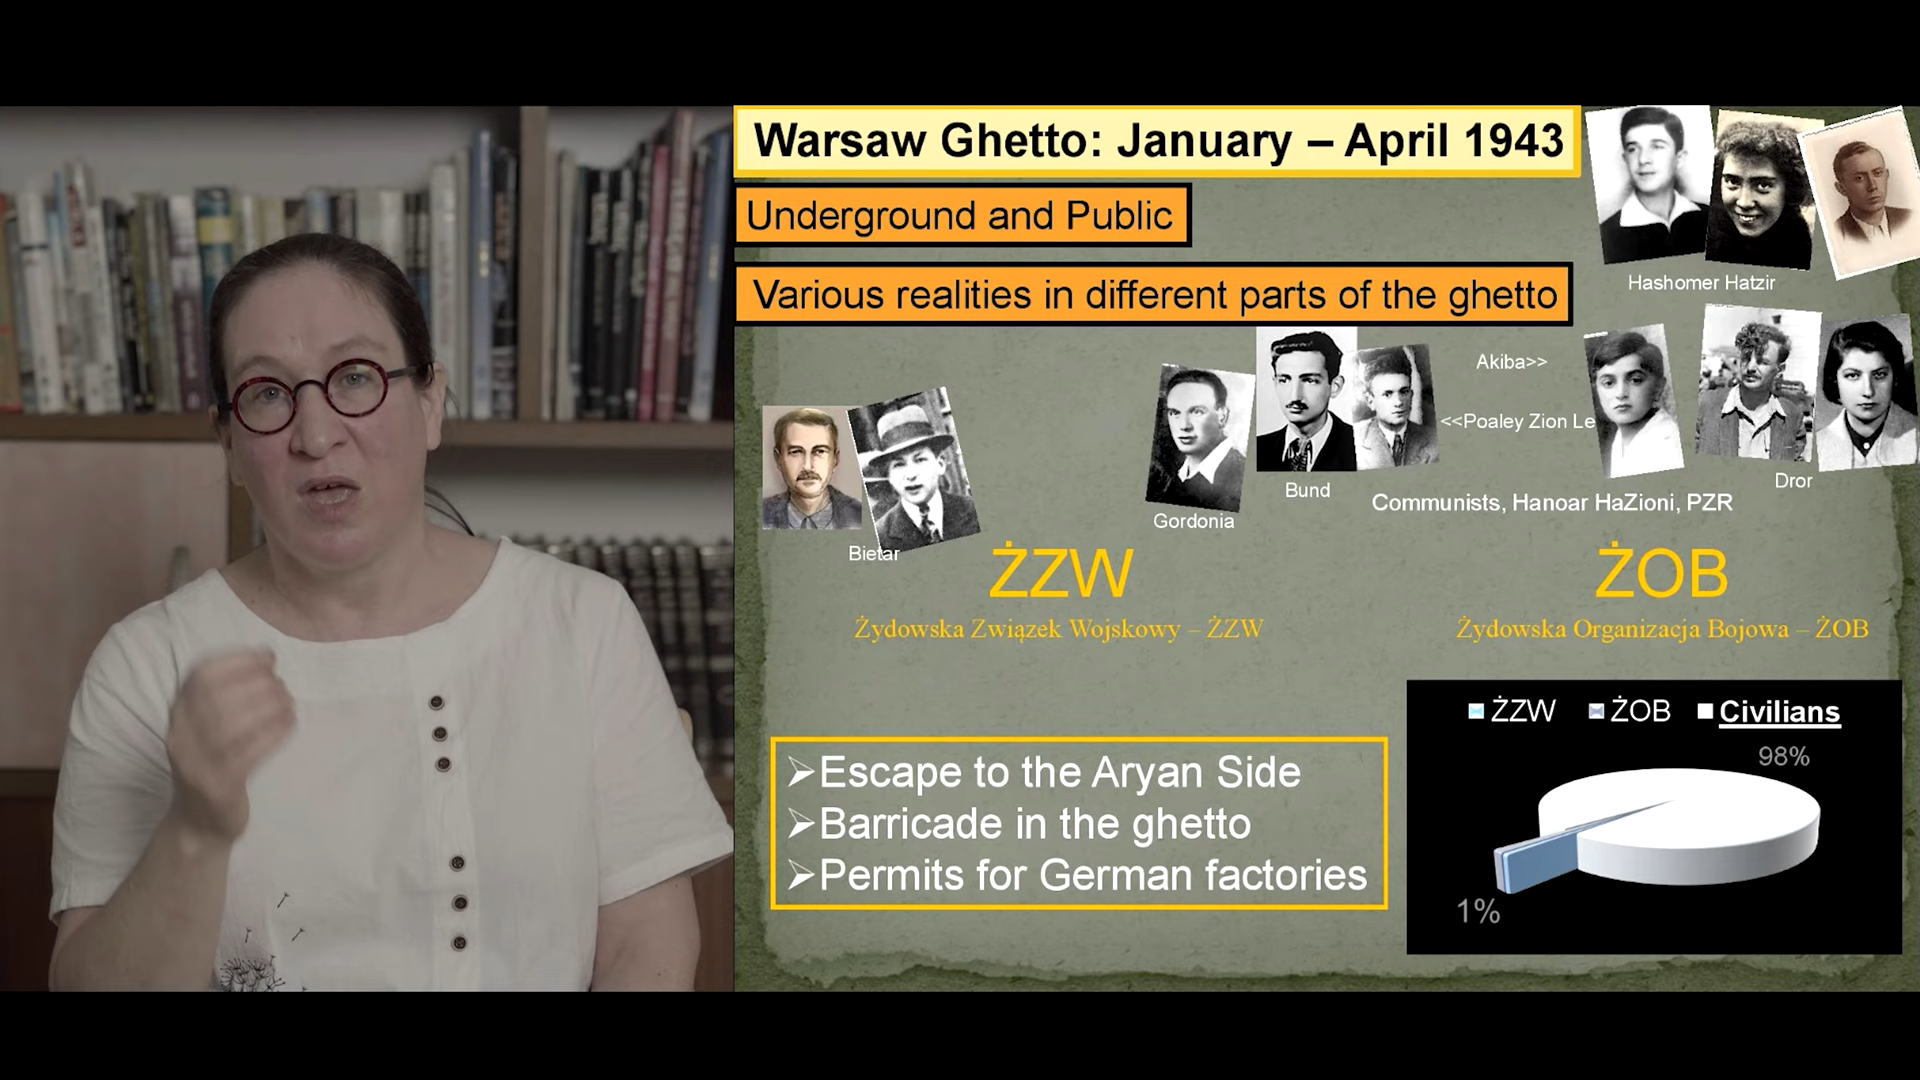 Warsaw Ghetto: January – April 1943
Underground and Public
Various realities in different parts of the ghetto
Hashomer Hatzir
Akiba>>
<<Poaley Zion Le
Dror
Bund
Communists, Hanoar HaZioni, PZR
Gordonia
Bietar
ŻZW
ŻOB
Żydowska Związek Wojskowy – ŻZW
Żydowska Organizacja Bojowa – ŻOB
ŻZW ŻOB Civilians
98%
1%
➢Escape to the Aryan Side
➢Barricade in the ghetto
➢Permits for German factories